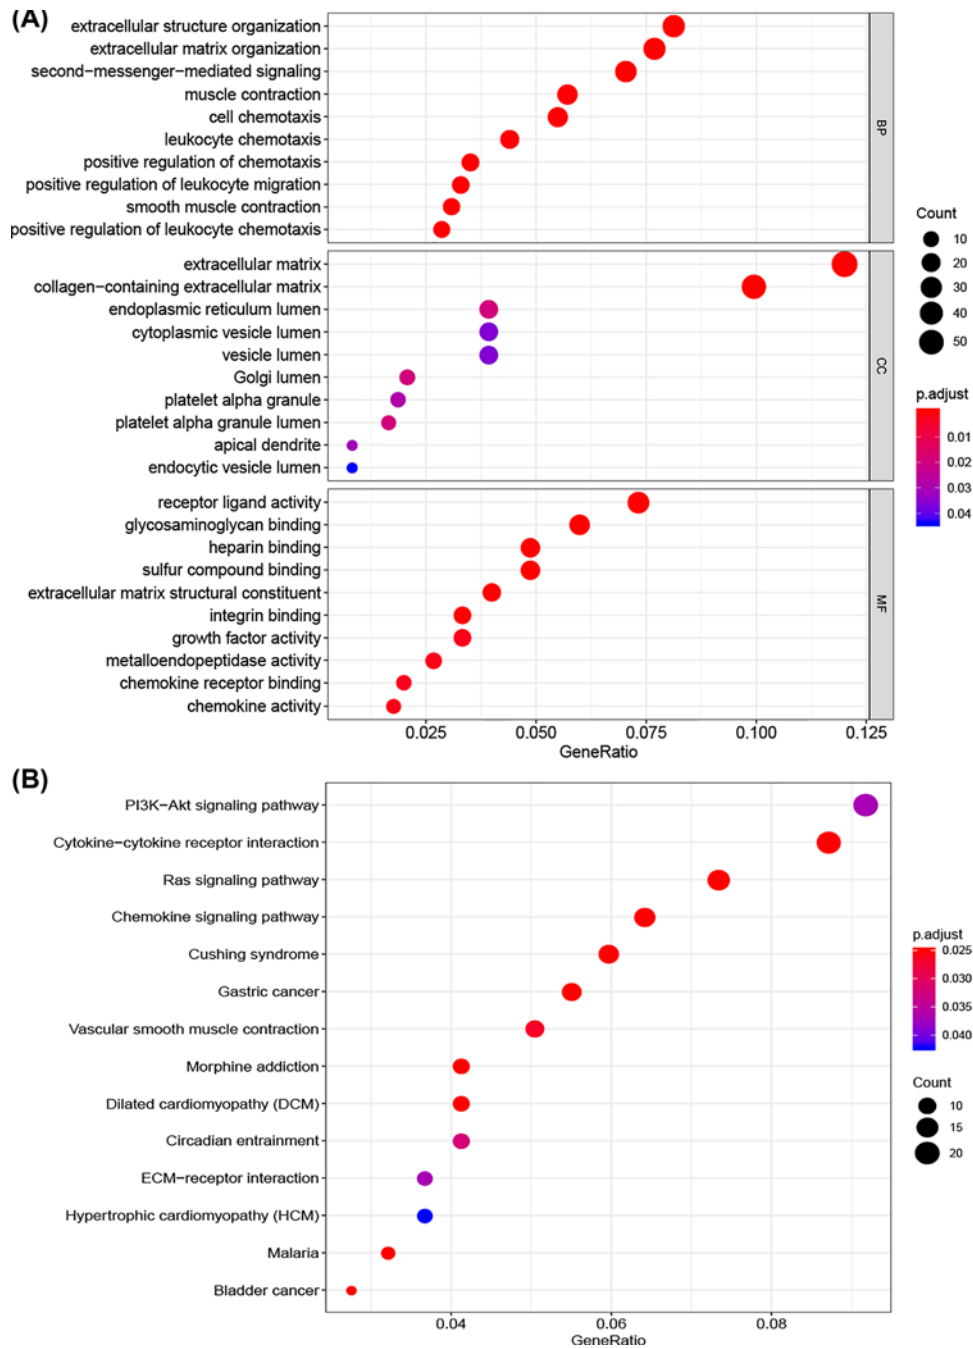 (A)
extracellular structure organization
extracellular matrix organization
second−messenger−mediated signaling
muscle contraction
cell chemotaxis
leukocyte chemotaxis
positive regulation of chemotaxis
positive regulation of leukocyte migration
smooth muscle contraction
positive regulation of leukocyte chemotaxis
BP
extracellular matrix
collagen−containing extracellular matrix
endoplasmic reticulum lumen
cytoplasmic vesicle lumen
vesicle lumen
Golgi lumen
platelet alpha granule
platelet alpha granule lumen
apical dendrite
endocytic vesicle lumen
CC
receptor ligand activity
glycosaminoglycan binding
heparin binding
sulfur compound binding
extracellular matrix structural constituent
integrin binding
growth factor activity
metalloendopeptidase activity
chemokine receptor binding
chemokine activity
MF
0.025 0.050 0.075 0.100 0.125
GeneRatio
Count
10
20
30
40
50
p.adjust
0.01
0.02
0.03
0.04
(B)
PI3K−Akt signaling pathway
Cytokine−cytokine receptor interaction
Ras signaling pathway
Chemokine signaling pathway
Cushing syndrome
Gastric cancer
Vascular smooth muscle contraction
Morphine addiction
Dilated cardiomyopathy (DCM)
Circadian entrainment
ECM−receptor interaction
Hypertrophic cardiomyopathy (HCM)
Malaria
Bladder cancer
0.04 0.06 0.08
GeneRatio
p.adjust
0.025
0.030
0.035
0.040
Count
10
15
20